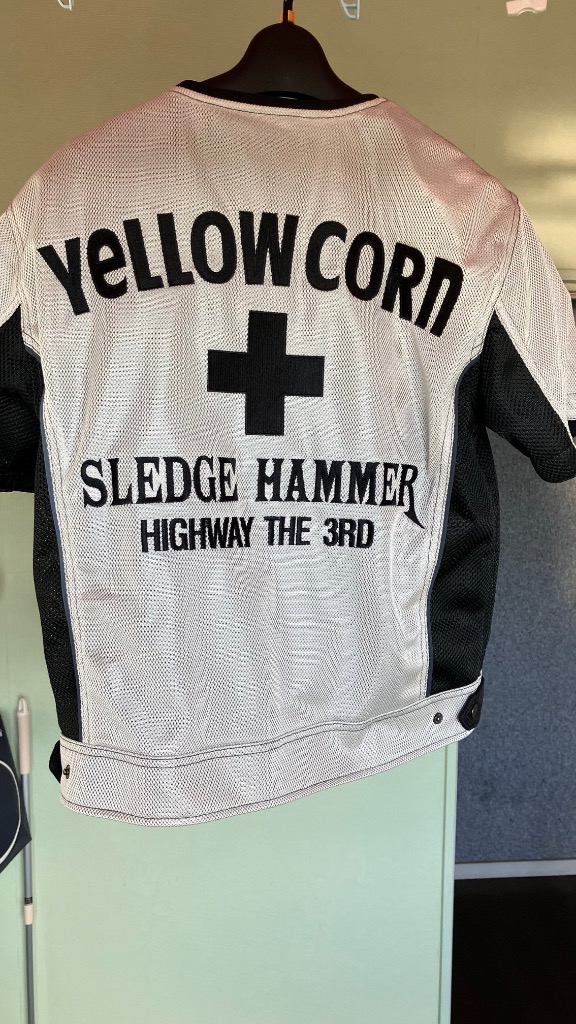 YeLLOWCORn
SLEDGE HAMMER
HIGHWAY THE 3RD